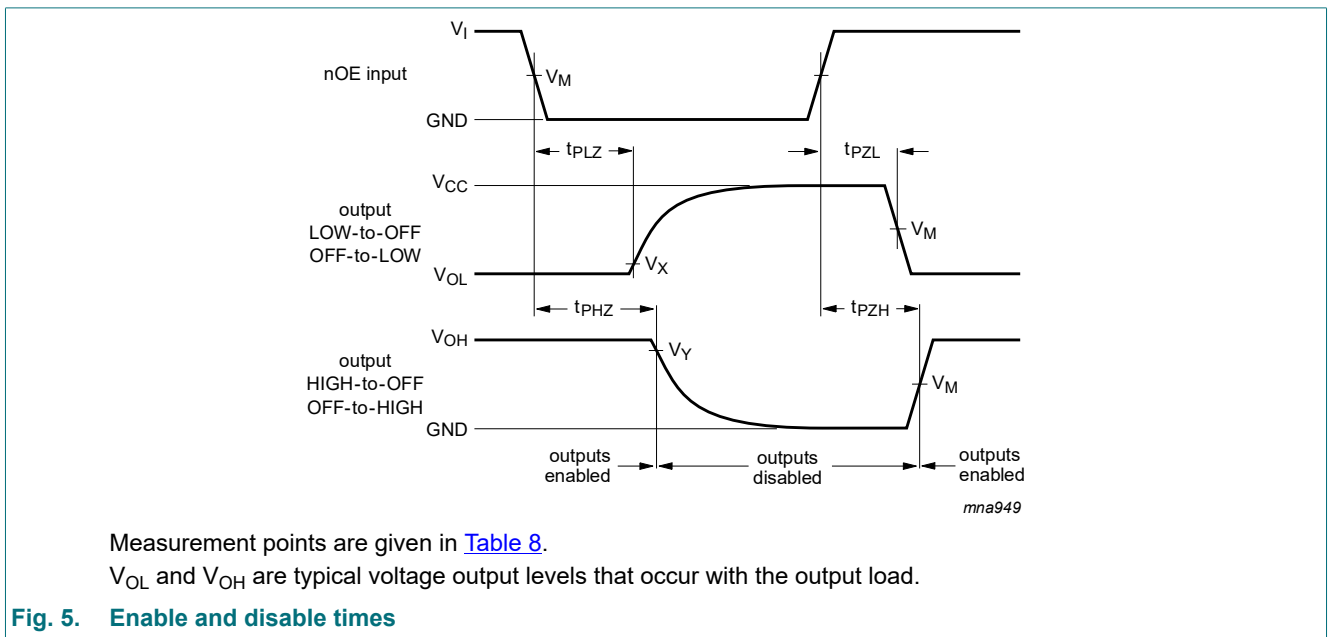 VI
nOE input
VM
GND
tPLZ
tPZL
VCC
output
LOW-to-OFF
OFF-to-LOW
VM
VX
VOL
tPHZ
tPZH
VOH
output
HIGH-to-OFF
OFF-to-HIGH
VY
VM
GND
outputs
enabled
outputs
disabled
outputs
enabled
mna949
Measurement points are given in Table 8.
VOL and VOH are typical voltage output levels that occur with the output load.
Fig. 5. Enable and disable times